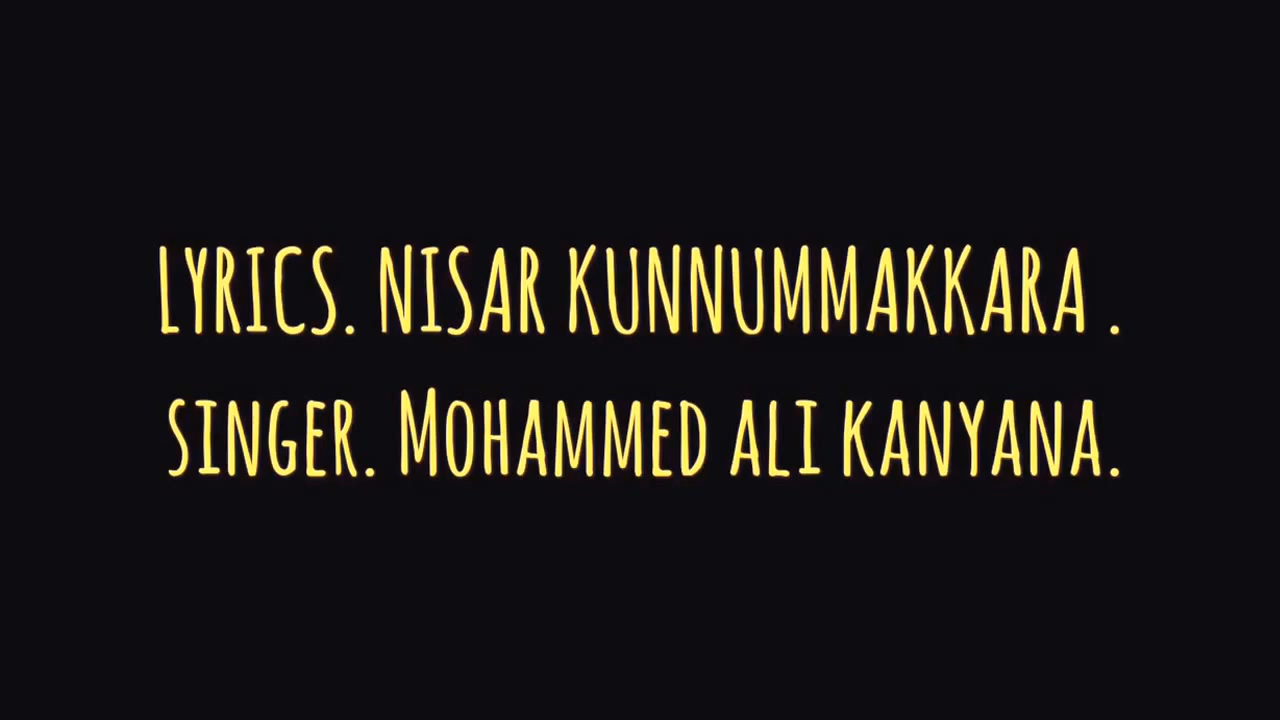 LYRICS. NISAR KUNNUMMAKKARA .
SINGER. MOHAMMED ALI KANYANA.